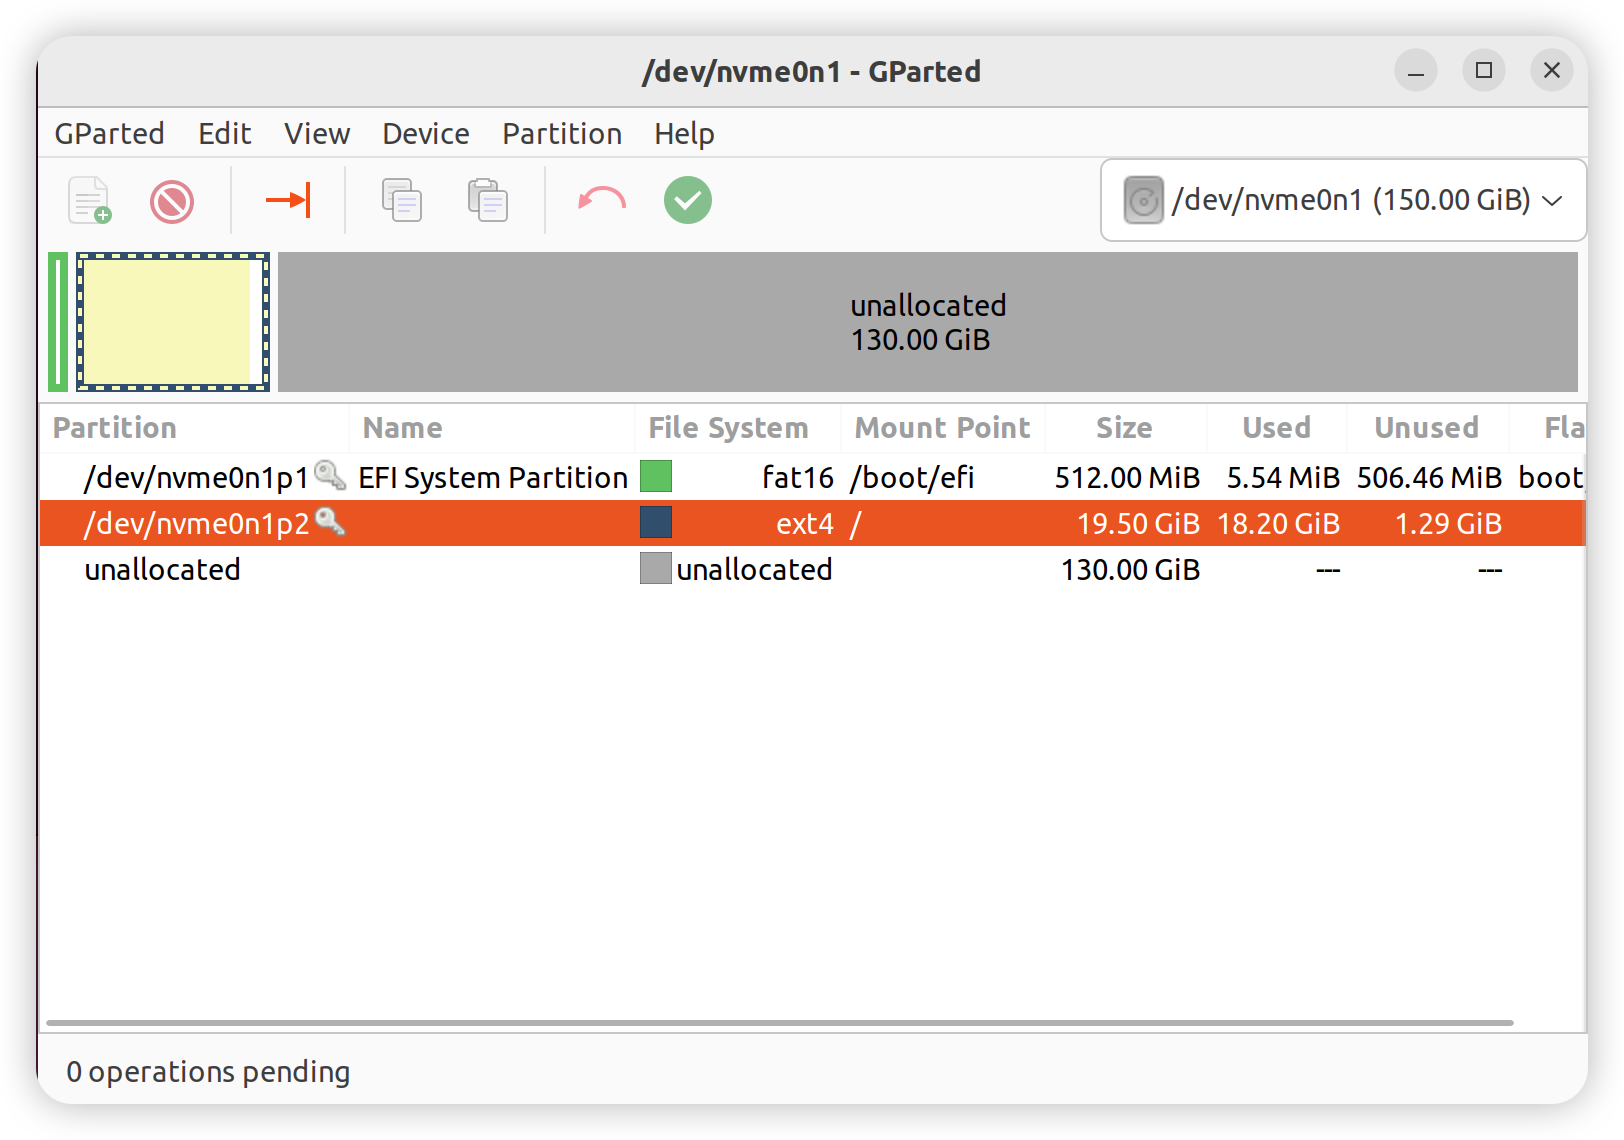 /dev/nvme0n1 - GParted
GParted Edit View Device Partition Help
/dev/nvme0n1 (150.00 GiB)
unallocated
130.00 GiB
Partition Name File System Mount Point Size Used Unused Fla
/dev/nvme0n1p1 EFI System Partition fat16 /boot/efi 512.00 MiB 5.54 MiB 506.46 MiB boot,
/dev/nvme0n1p2 ext4 / 19.50 GiB 18.20 GiB 1.29 GiB
unallocated unallocated 130.00 GiB --- ---
0 operations pending